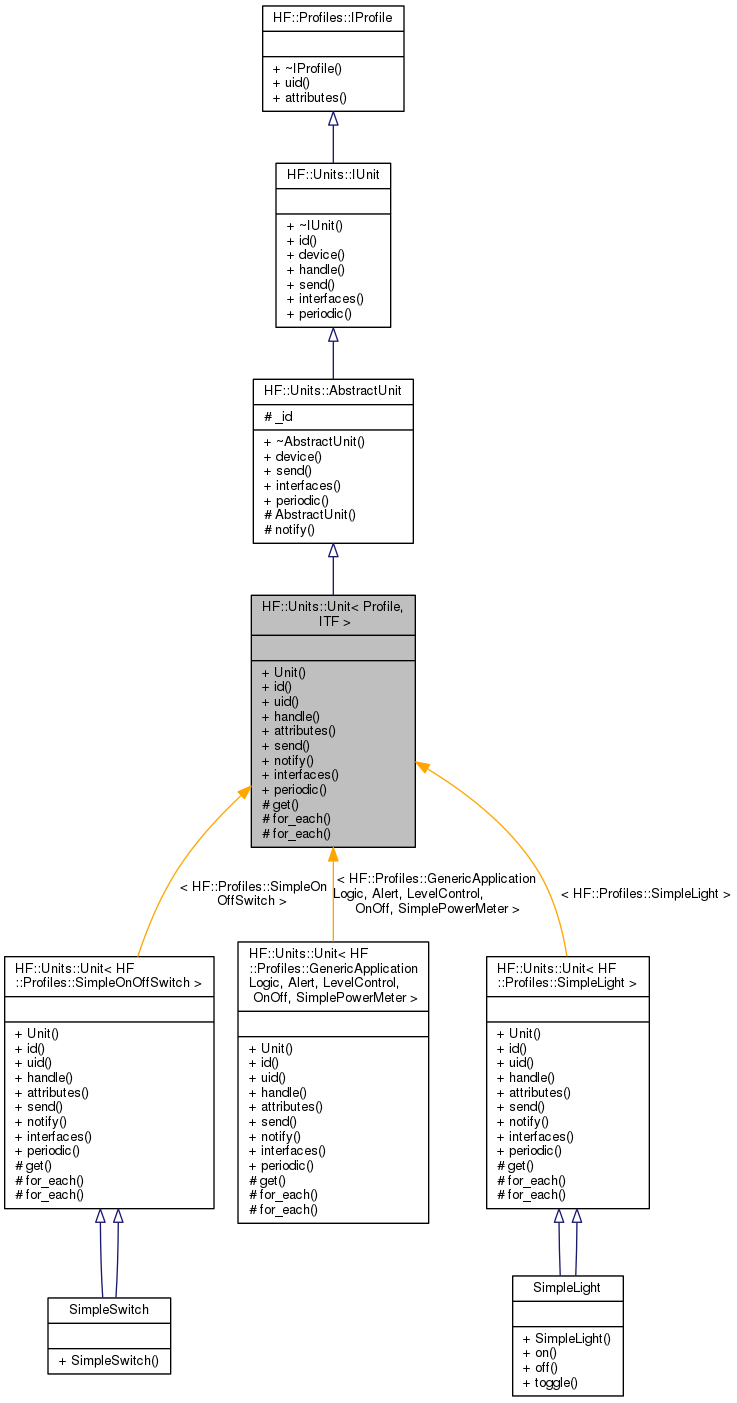 HF::Profiles::IProfile
+ ~IProfile()
+ uid()
+ attributes()
HF::Units::IUnit
+ ~IUnit()
+ id()
+ device()
+ handle()
+ send()
+ interfaces()
+ periodic()
HF::Units::AbstractUnit
# _id
+ ~AbstractUnit()
+ device()
+ send()
+ interfaces()
+ periodic()
# AbstractUnit()
# notify()
HF::Units::Unit< Profile,
ITF >
+ Unit()
+ id()
+ uid()
+ handle()
+ attributes()
+ send()
+ notify()
+ interfaces()
+ periodic()
# get()
# for_each()
# for_each()
< HF::Profiles::SimpleOn
OffSwitch >
< HF::Profiles::GenericApplication
Logic, Alert, LevelControl,
OnOff, SimplePowerMeter >
< HF::Profiles::SimpleLight >
HF::Units::Unit< HF
::Profiles::SimpleOnOffSwitch >
+ Unit()
+ id()
+ uid()
+ handle()
+ attributes()
+ send()
+ notify()
+ interfaces()
+ periodic()
# get()
# for_each()
# for_each()
HF::Units::Unit< HF
::Profiles::GenericApplication
Logic, Alert, LevelControl,
OnOff, SimplePowerMeter >
+ Unit()
+ id()
+ uid()
+ handle()
+ attributes()
+ send()
+ notify()
+ interfaces()
+ periodic()
# get()
# for_each()
# for_each()
HF::Units::Unit< HF
::Profiles::SimpleLight >
+ Unit()
+ id()
+ uid()
+ handle()
+ attributes()
+ send()
+ notify()
+ interfaces()
+ periodic()
# get()
# for_each()
# for_each()
SimpleSwitch
+ SimpleSwitch()
SimpleLight
+ SimpleLight()
+ on()
+ off()
+ toggle()